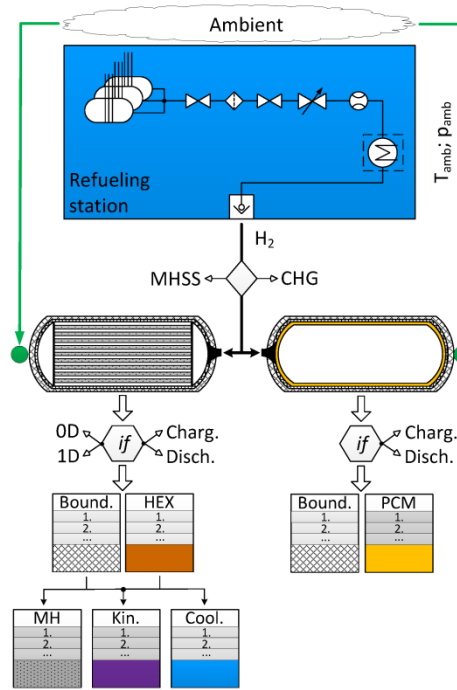 Ambient
T_amb; p_amb
Refueling
station
H₂
MHSS
CHG
0D
1D
if
Charg.
Disch.
if
Charg.
Disch.
Bound.
1.
2.
...
HEX
1.
2.
...
Bound.
1.
2.
...
PCM
1.
2.
...
MH
1.
2.
...
Kin.
1.
2.
...
Cool.
1.
2.
...